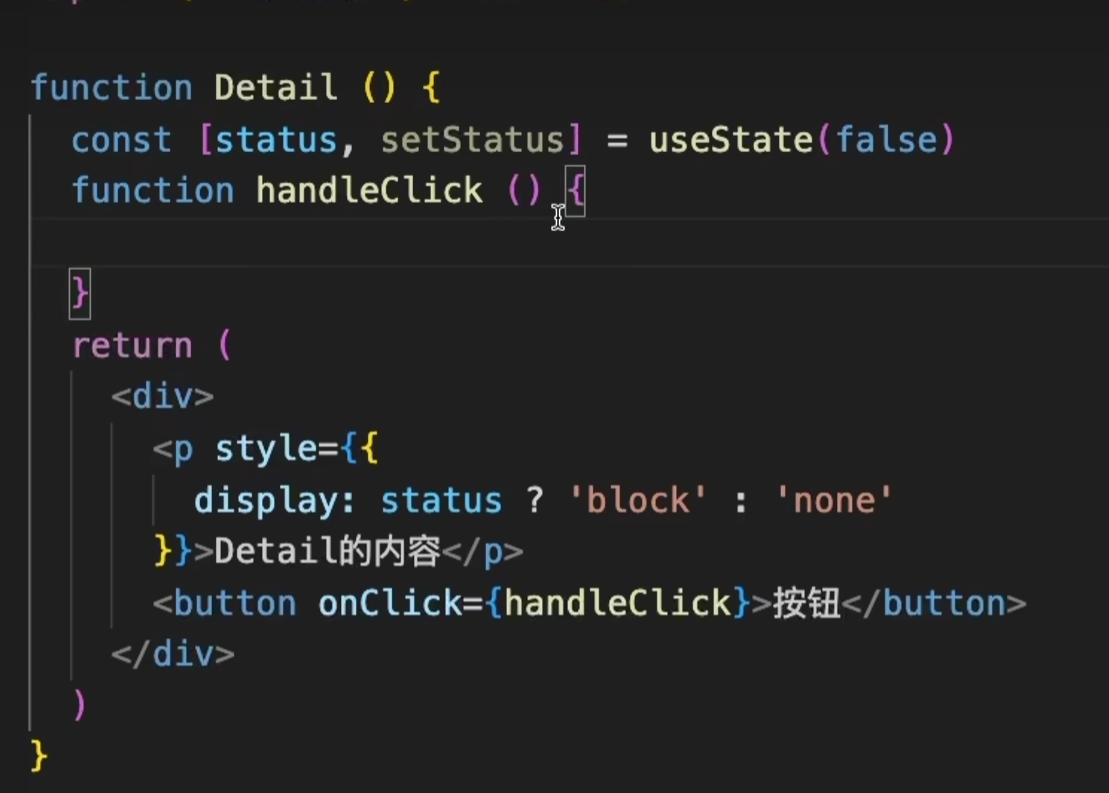 function Detail () {
const [status, setStatus] = useState(false)
function handleClick () {
}
return (
<div>
<p style={{
display: status ? 'block' : 'none'
}}>Detail的内容</p>
<button onClick={handleClick}>按钮</button>
</div>
)
}